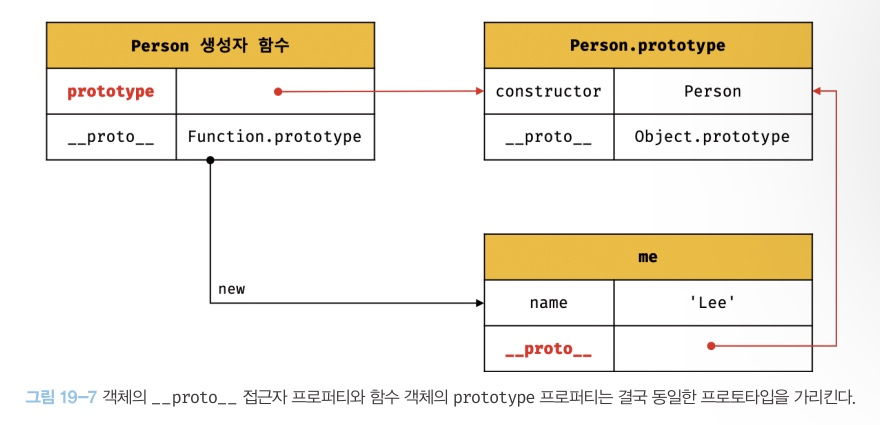 Person 생성자 함수
prototype
__proto__ Function.prototype
Person.prototype
constructor Person
__proto__ Object.prototype
new
me
name 'Lee'
__proto__
그림 19-7 객체의 __proto__ 접근자 프로퍼티와 함수 객체의 prototype 프로퍼티는 결국 동일한 프로토타입을 가리킨다.